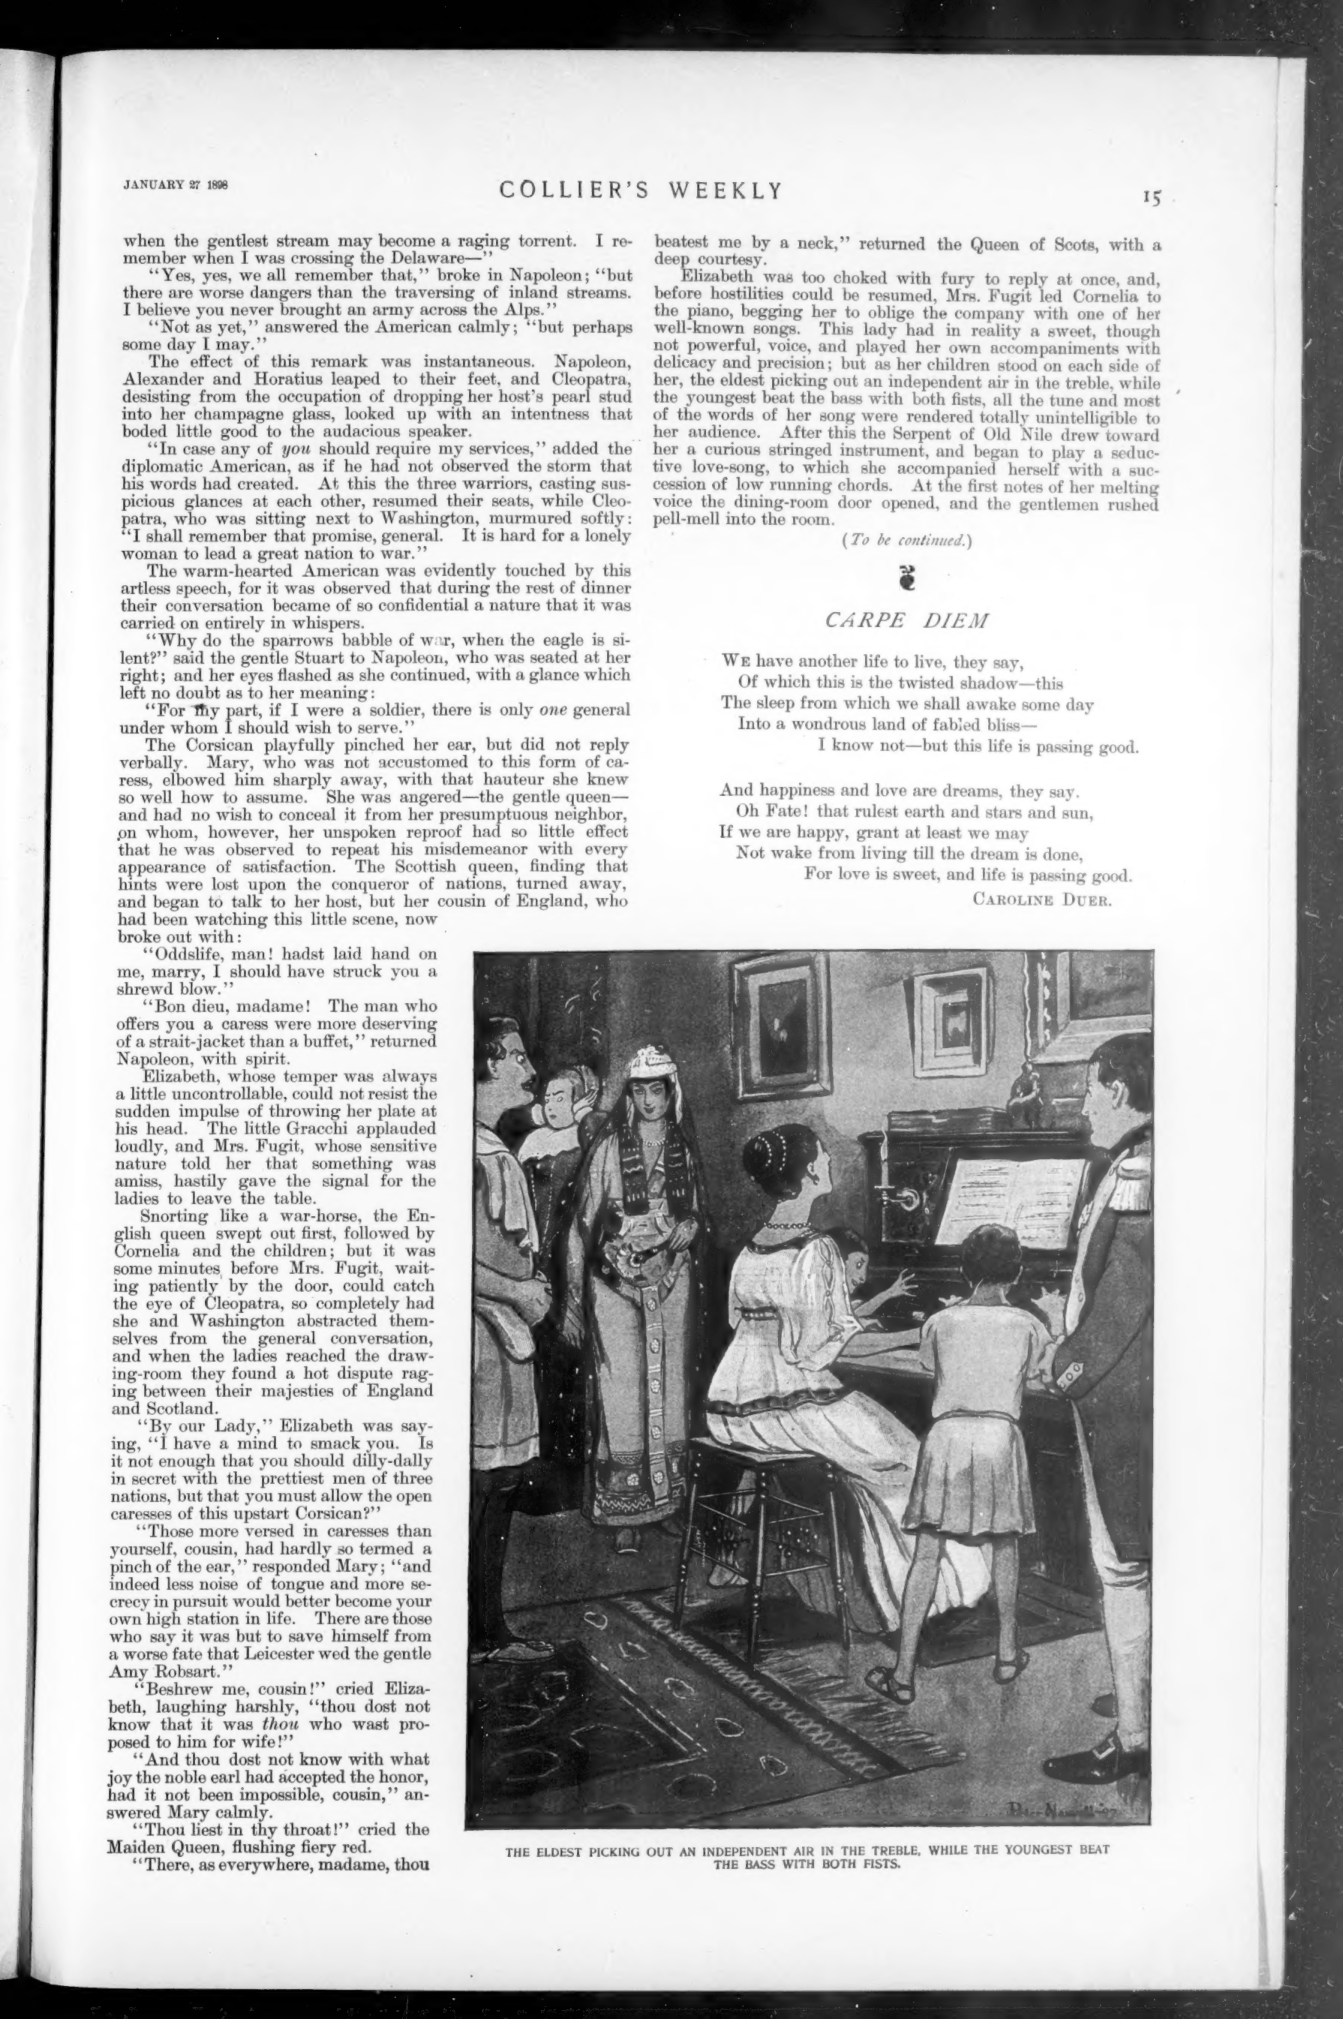 JANUARY 27 1898
COLLIER'S WEEKLY
15
when the gentlest stream may become a raging torrent. I re-
member when I was crossing the Delaware—"
"Yes, yes, we all remember that," broke in Napoleon; "but
there are worse dangers than the traversing of inland streams.
I believe you never brought an army across the Alps."
"Not as yet," answered the American calmly; "but perhaps
some day I may."
The effect of this remark was instantaneous. Napoleon,
Alexander and Horatius leaped to their feet, and Cleopatra,
desisting from the occupation of dropping her host's pearl stud
into her champagne glass, looked up with an intentness that
boded little good to the audacious speaker.
"In case any of you should require my services," added the
diplomatic American, as if he had not observed the storm that
his words had created. At this the three warriors, casting sus-
picious glances at each other, resumed their seats, while Cleo-
patra, who was sitting next to Washington, murmured softly:
"I shall remember that promise, general. It is hard for a lonely
woman to lead a great nation to war."
The warm-hearted American was evidently touched by this
artless speech, for it was observed that during the rest of dinner
their conversation became of so confidential a nature that it was
carried on entirely in whispers.
"Why do the sparrows babble of war, when the eagle is si-
lent?" said the gentle Stuart to Napoleon, who was seated at her
right; and her eyes flashed as she continued, with a glance which
left no doubt as to her meaning:
"For my part, if I were a soldier, there is only one general
under whom I should wish to serve."
The Corsican playfully pinched her ear, but did not reply
verbally. Mary, who was not accustomed to this form of ca-
ress, elbowed him sharply away, with that hauteur she knew
so well how to assume. She was angered—the gentle queen—
and had no wish to conceal it from her presumptuous neighbor,
on whom, however, her unspoken reproof had so little effect
that he was observed to repeat his misdemeanor with every
appearance of satisfaction. The Scottish queen, finding that
hints were lost upon the conqueror of nations, turned away,
and began to talk to her host, but her cousin of England, who
had been watching this little scene, now
broke out with:
"Oddslife, man! hadst laid hand on
me, marry, I should have struck you a
shrewd blow."
"Bon dieu, madame! The man who
offers you a caress were more deserving
of a strait-jacket than a buffet," returned
Napoleon, with spirit.
Elizabeth, whose temper was always
a little uncontrollable, could not resist the
sudden impulse of throwing her plate at
his head. The little Gracchi applauded
loudly, and Mrs. Fugit, whose sensitive
nature told her that something was
amiss, hastily gave the signal for the
ladies to leave the table.
Snorting like a war-horse, the En-
glish queen swept out first, followed by
Cornelia and the children; but it was
some minutes before Mrs. Fugit, wait-
ing patiently by the door, could catch
the eye of Cleopatra, so completely had
she and Washington abstracted them-
selves from the general conversation,
and when the ladies reached the draw-
ing-room they found a hot dispute rag-
ing between their majesties of England
and Scotland.
"By our Lady," Elizabeth was say-
ing, "I have a mind to smack you. Is
it not enough that you should dilly-dally
in secret with the prettiest men of three
nations, but that you must allow the open
caresses of this upstart Corsican?"
"Those more versed in caresses than
yourself, cousin, had hardly so termed a
pinch of the ear," responded Mary; "and
indeed less noise of tongue and more se-
crecy in pursuit would better become your
own high station in life. There are those
who say it was but to save himself from
a worse fate that Leicester wed the gentle
Amy Robsart."
"Beshrew me, cousin!" cried Eliza-
beth, laughing harshly, "thou dost not
know that it was thou who wast pro-
posed to him for wife!"
"And thou dost not know with what
joy the noble earl had accepted the honor,
had it not been impossible, cousin," an-
swered Mary calmly.
"Thou liest in thy throat!" cried the
Maiden Queen, flushing fiery red.
"There, as everywhere, madame, thou
beatest me by a neck," returned the Queen of Scots, with a
deep courtesy.
Elizabeth was too choked with fury to reply at once, and,
before hostilities could be resumed, Mrs. Fugit led Cornelia to
the piano, begging her to oblige the company with one of her
well-known songs. This lady had in reality a sweet, though
not powerful, voice, and played her own accompaniments with
delicacy and precision; but as her children stood on each side of
her, the eldest picking out an independent air in the treble, while
the youngest beat the bass with both fists, all the tune and most
of the words of her song were rendered totally unintelligible to
her audience. After this the Serpent of Old Nile drew toward
her a curious stringed instrument, and began to play a seduc-
tive love-song, to which she accompanied herself with a suc-
cession of low running chords. At the first notes of her melting
voice the dining-room door opened, and the gentlemen rushed
pell-mell into the room.
(To be continued.)
CARPE DIEM
WE have another life to live, they say,
Of which this is the twisted shadow—this
The sleep from which we shall awake some day
Into a wondrous land of fabled bliss—
I know not—but this life is passing good.
And happiness and love are dreams, they say.
Oh Fate! that rulest earth and stars and sun,
If we are happy, grant at least we may
Not wake from living till the dream is done,
For love is sweet, and life is passing good.
CAROLINE DUER.
THE ELDEST PICKING OUT AN INDEPENDENT AIR IN THE TREBLE, WHILE THE YOUNGEST BEAT
THE BASS WITH BOTH FISTS.